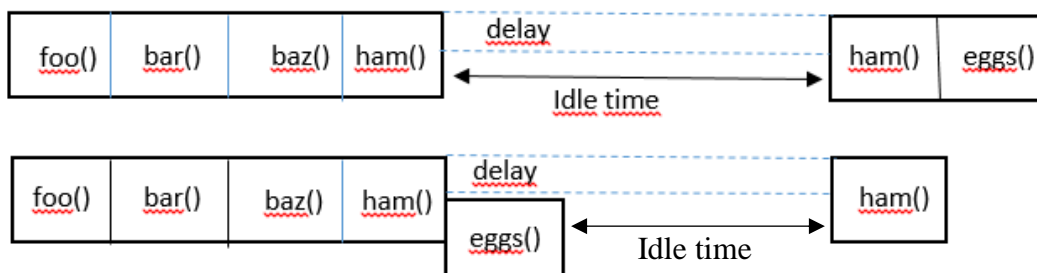 foo() bar() baz() ham() delay ham() eggs()
Idle time
foo() bar() baz() ham() delay ham()
eggs() Idle time